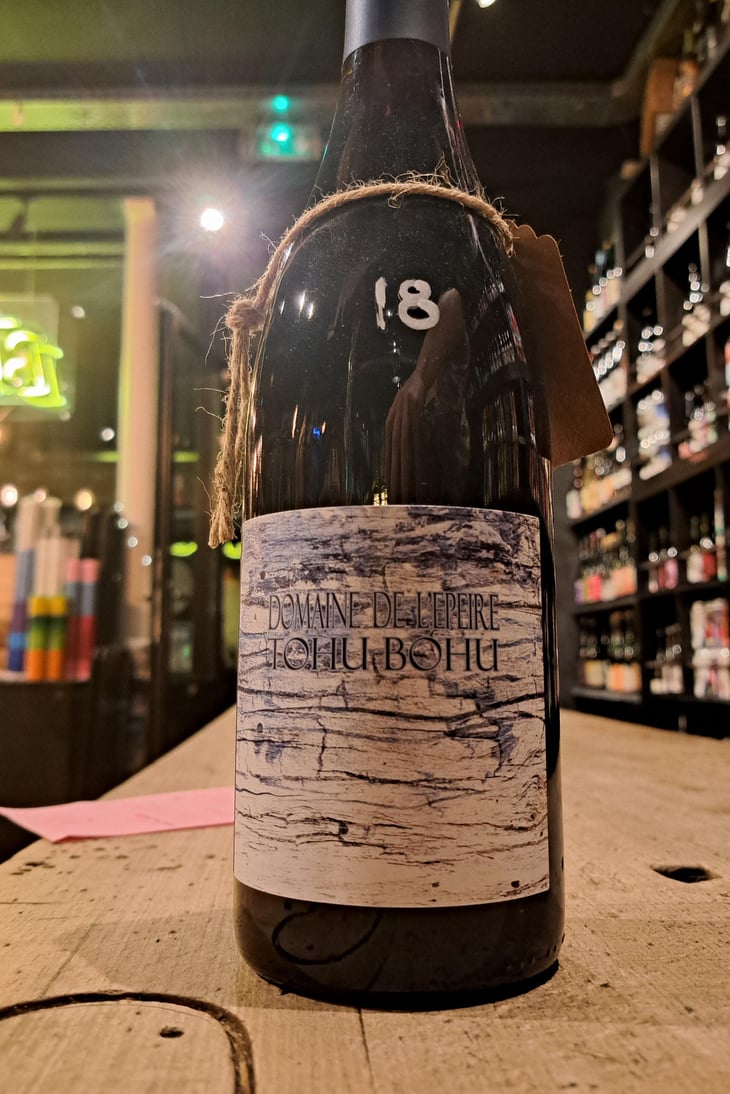 18
DOMAINE DE L'EPEIRE
TOHU BOHU